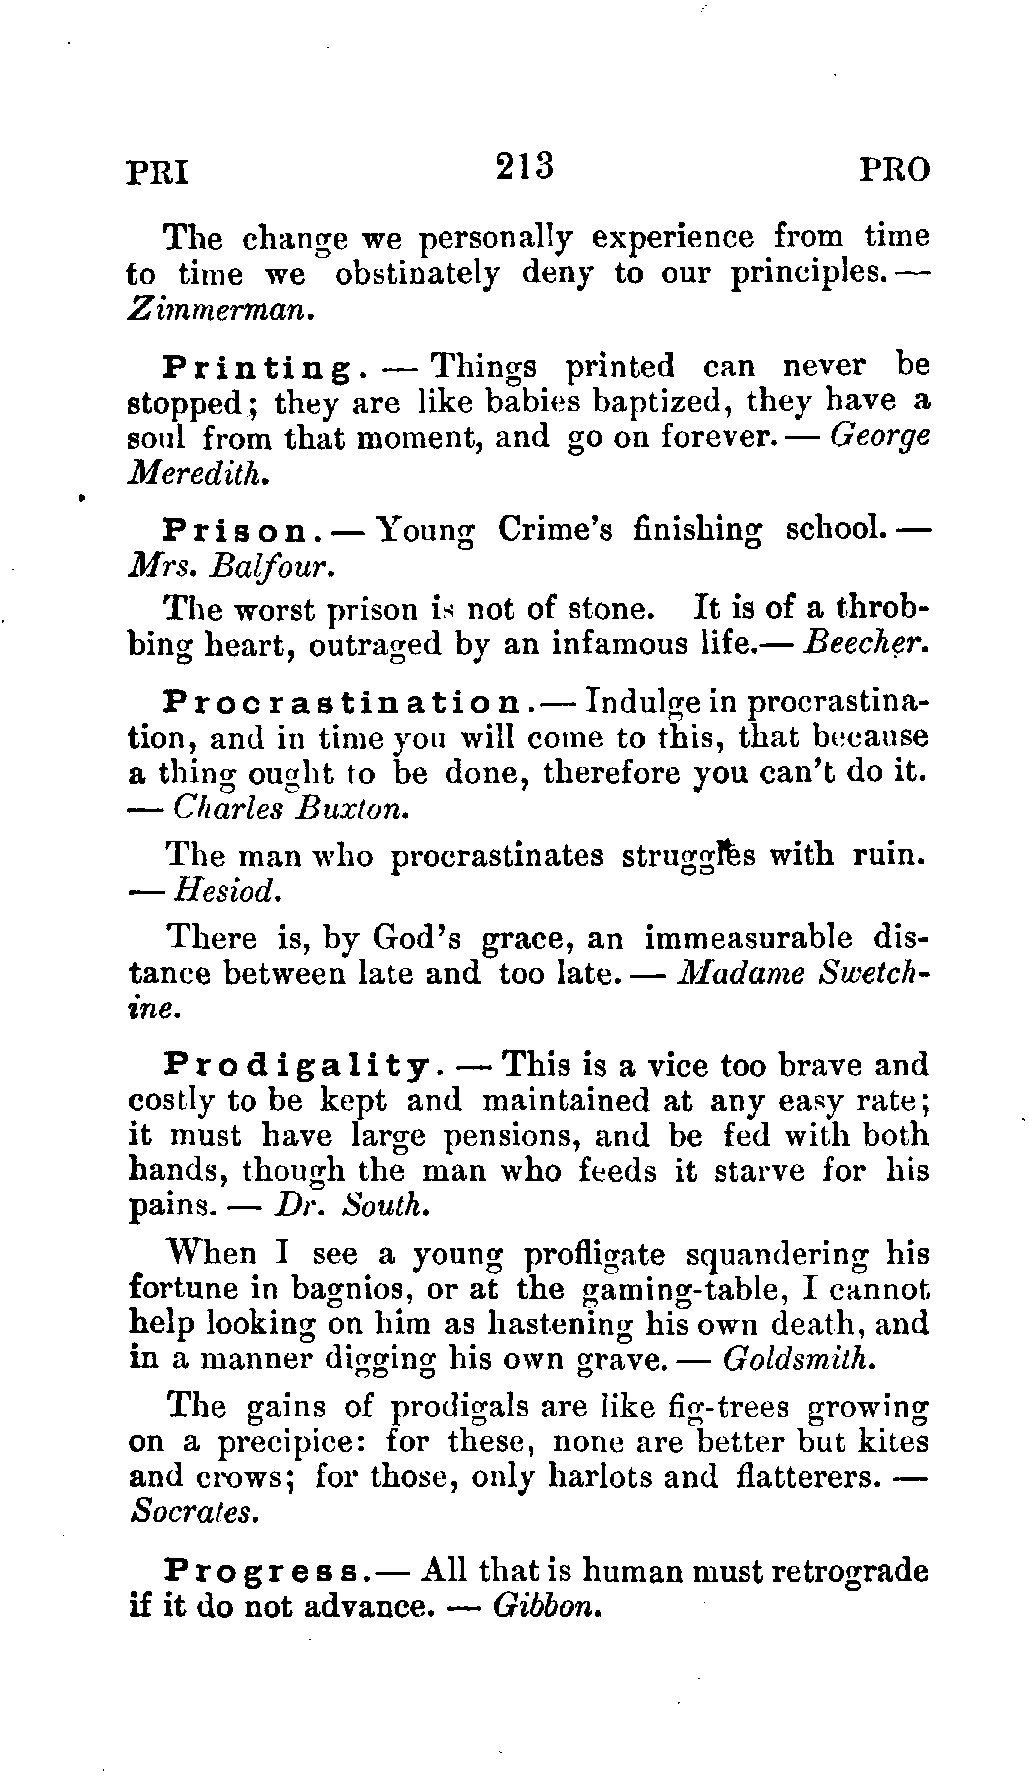 PRI 213 PRO
The change we personally experience from time
to time we obstinately deny to our principles. —
Zimmerman.
Printing. — Things printed can never be
stopped; they are like babies baptized, they have a
soul from that moment, and go on forever. — George
Meredith.
Prison. — Young Crime's finishing school. —
Mrs. Balfour.
The worst prison is not of stone. It is of a throb-
bing heart, outraged by an infamous life. — Beecher.
Procrastination. — Indulge in procrastina-
tion, and in time you will come to this, that because
a thing ought to be done, therefore you can't do it.
— Charles Buxton.
The man who procrastinates struggles with ruin.
— Hesiod.
There is, by God's grace, an immeasurable dis-
tance between late and too late. — Madame Swetch-
ine.
Prodigality. — This is a vice too brave and
costly to be kept and maintained at any easy rate;
it must have large pensions, and be fed with both
hands, though the man who feeds it starve for his
pains. — Dr. South.
When I see a young profligate squandering his
fortune in bagnios, or at the gaming-table, I cannot
help looking on him as hastening his own death, and
in a manner digging his own grave. — Goldsmith.
The gains of prodigals are like fig-trees growing
on a precipice: for these, none are better but kites
and crows; for those, only harlots and flatterers. —
Socrates.
Progress. — All that is human must retrograde
if it do not advance. — Gibbon.